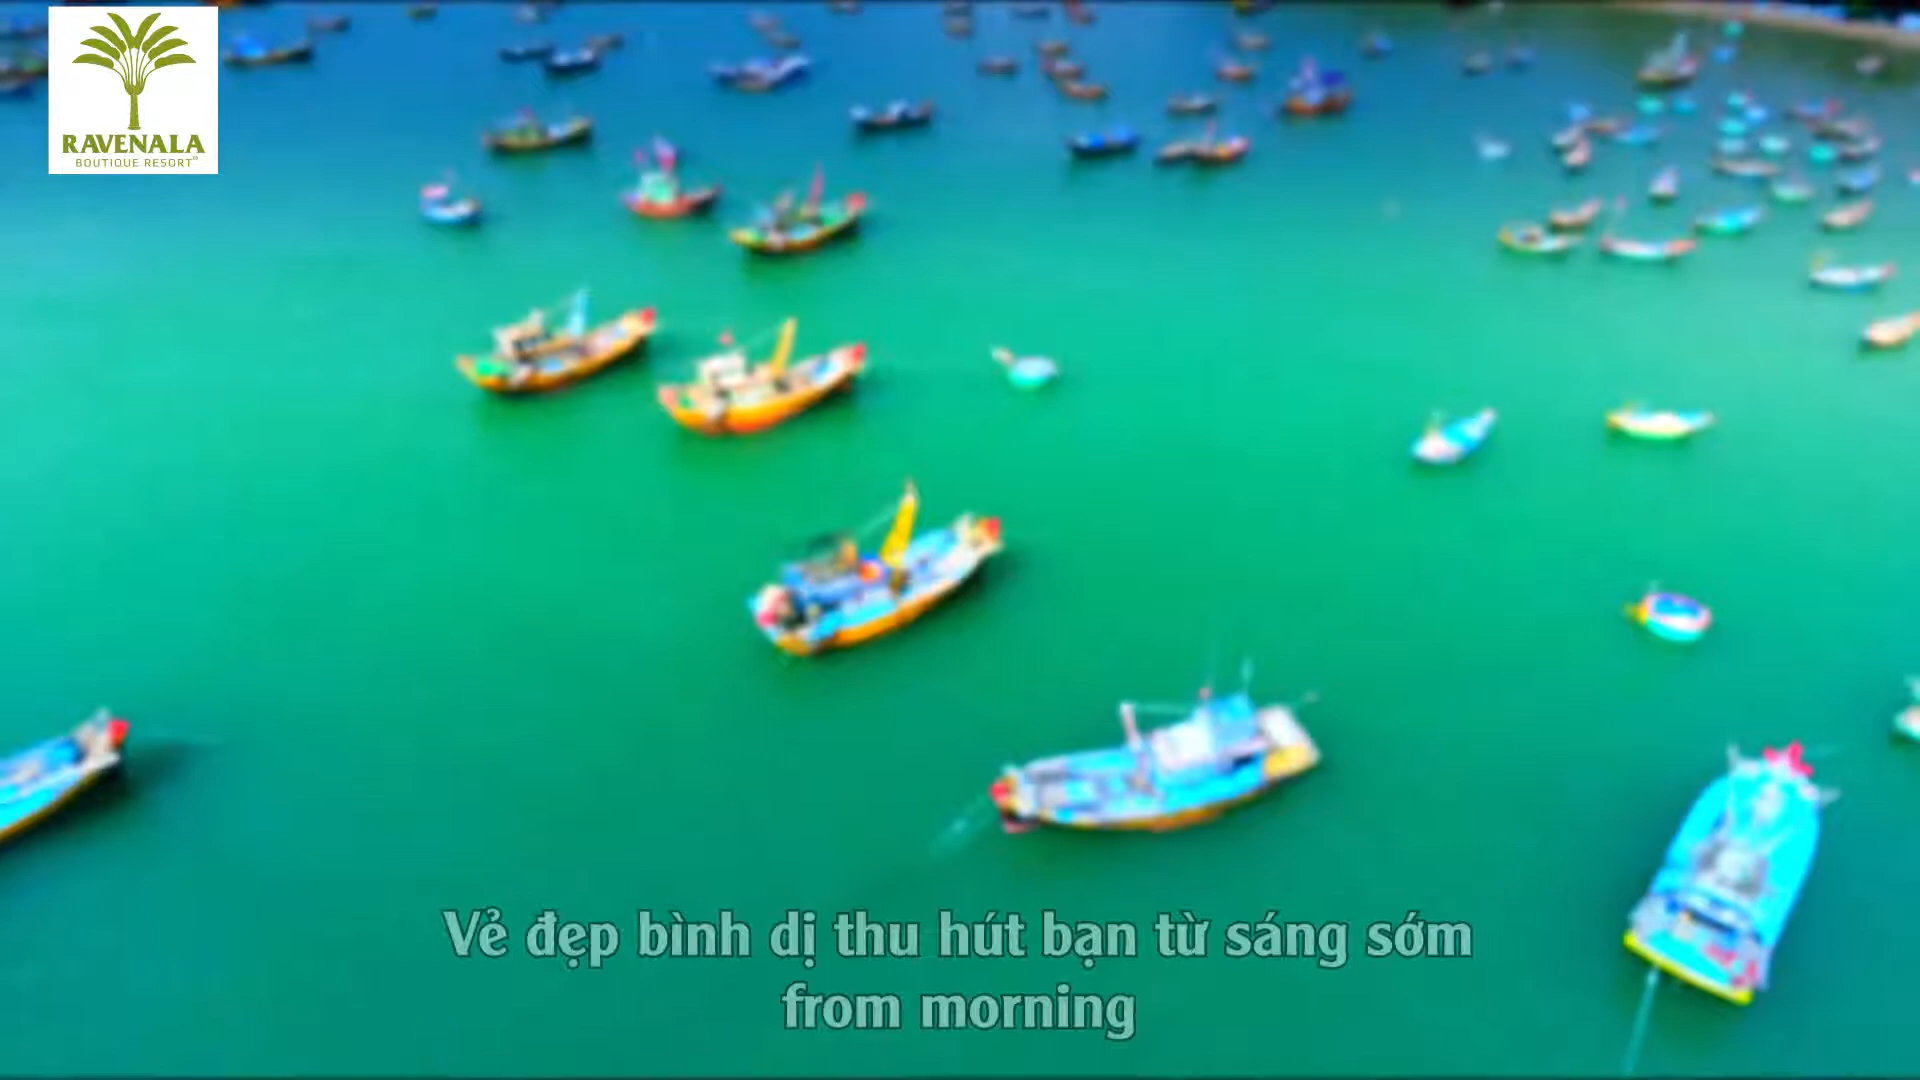 RAVENALA
BOUTIQUE RESORT
Vẻ đẹp bình dị thu hút bạn từ sáng sớm
from morning